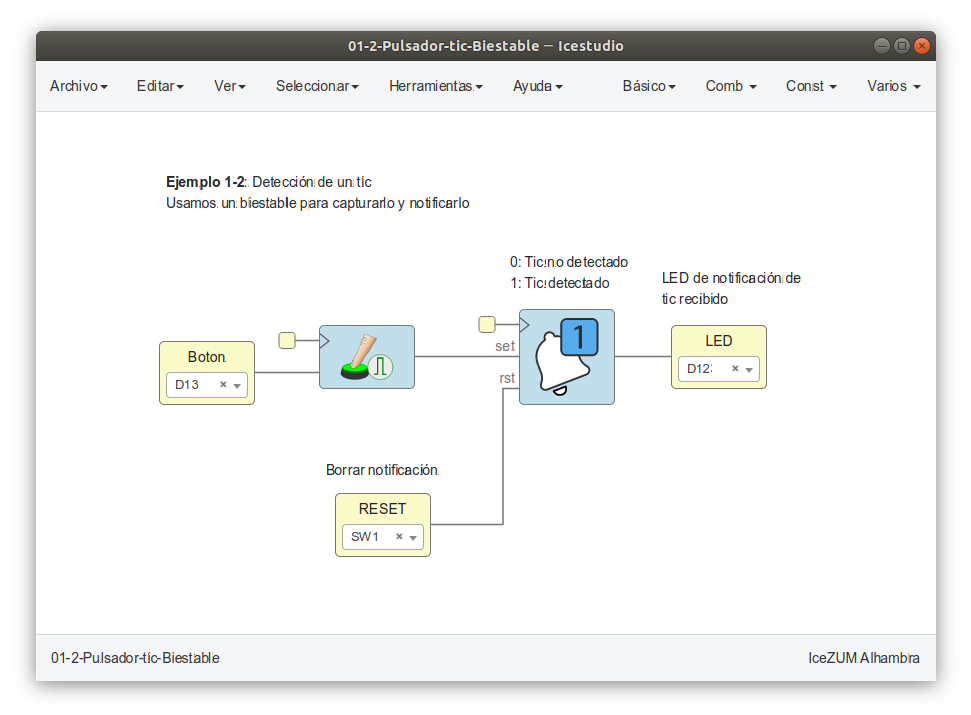 01-2-Pulsador-tic-Biestable — Icestudio
Archivo Editar Ver Seleccionar Herramientas Ayuda Básico Comb Const Varios
Ejemplo 1-2: Detección de un tic
Usamos un biestable para capturarlo y notificarlo
0: Tic no detectado
1: Tic detectado
LED de notificación de
tic recibido
Boton
D13
set
rst
1
LED
D12
Borrar notificación
RESET
SW1
01-2-Pulsador-tic-Biestable
IceZUM Alhambra